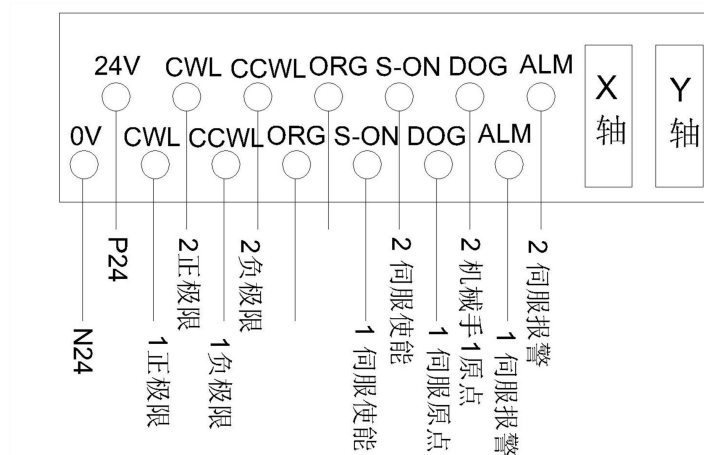 24V CWL CCWL ORG S-ON DOG ALM
0V CWL CCWL ORG S-ON DOG ALM
X轴
Y轴
N24
P24
1正极限
2正极限
1负极限
2负极限
1 伺服使能
2 伺服使能
1 伺服原点
2 机械手1原点
1 伺服报警
2 伺服报警